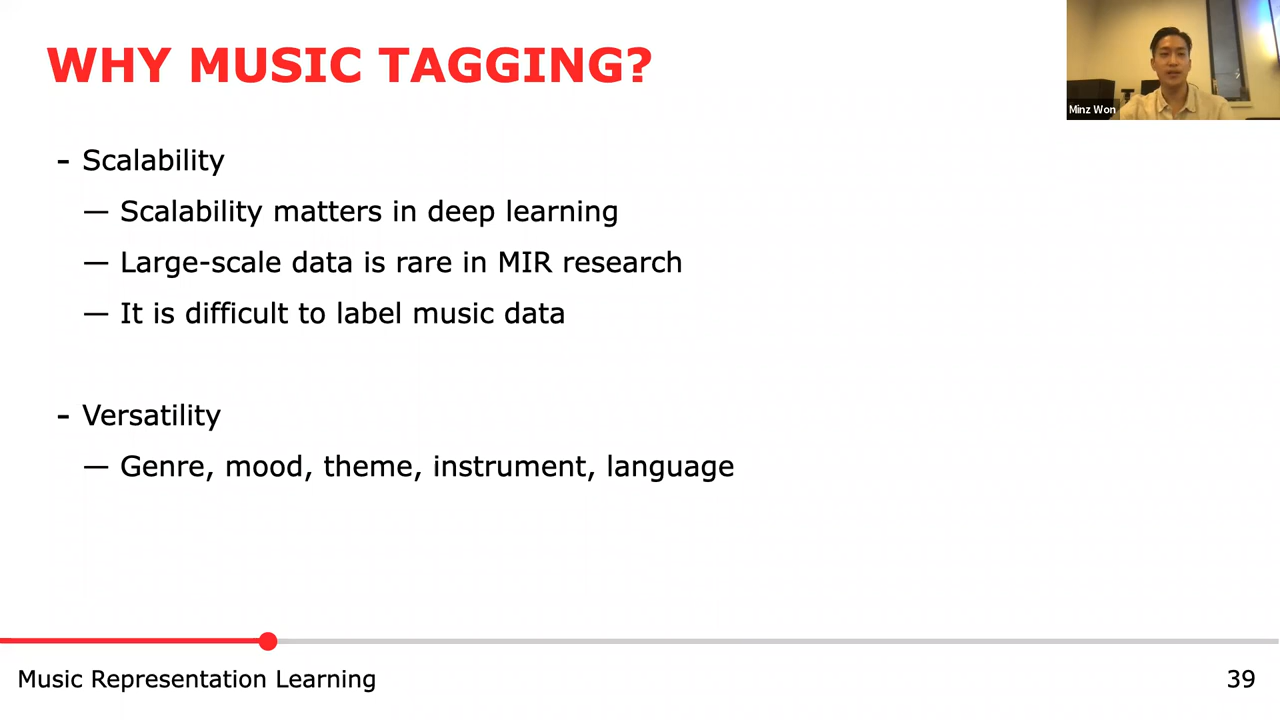 WHY MUSIC TAGGING?
Minz Won
- Scalability
— Scalability matters in deep learning
— Large-scale data is rare in MIR research
— It is difficult to label music data
- Versatility
— Genre, mood, theme, instrument, language
Music Representation Learning
39